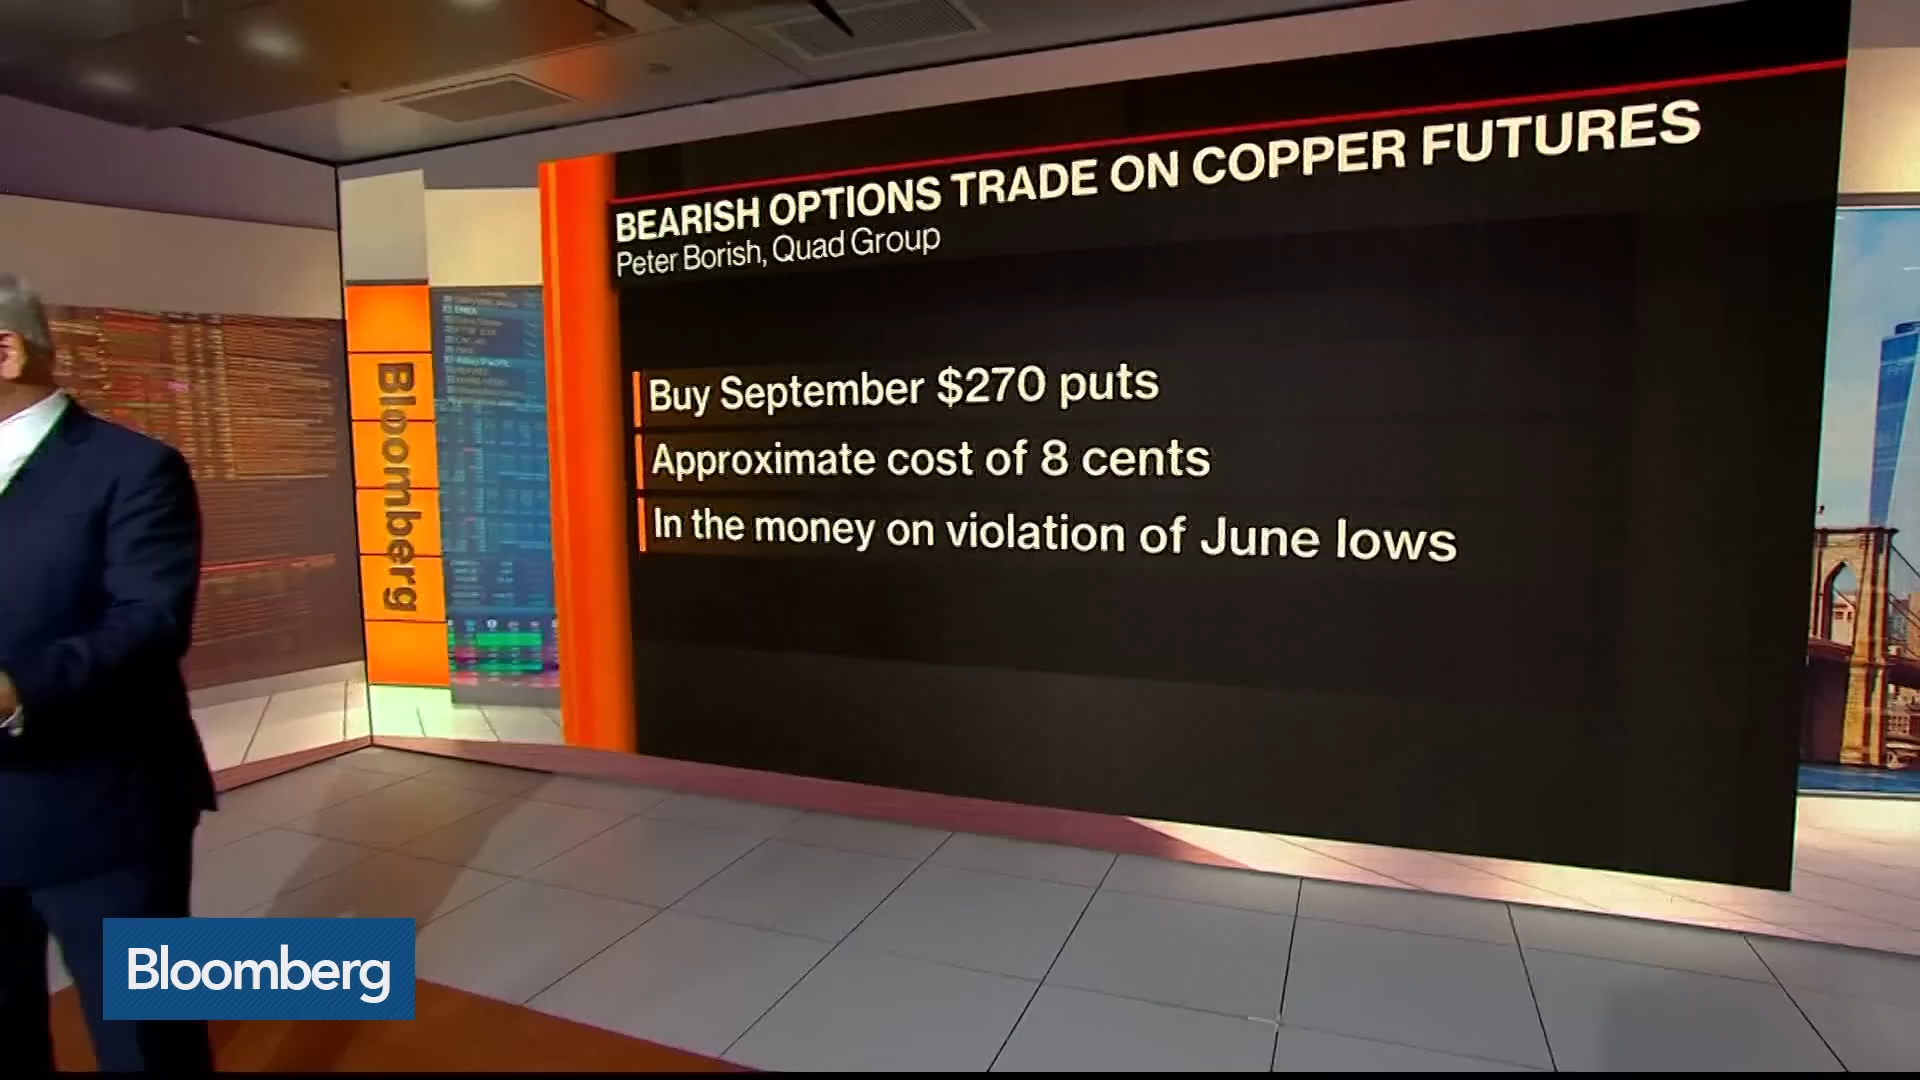 BEARISH OPTIONS TRADE ON COPPER FUTURES
Peter Borish, Quad Group
Buy September $270 puts
Approximate cost of 8 cents
In the money on violation of June lows
Bloomberg
Bloomberg